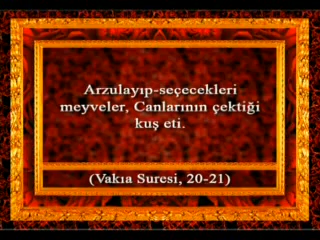 Arzulayıp-seçecekleri
meyveler, Canlarının çektiği
kuş eti.
(Vakıa Suresi, 20-21)